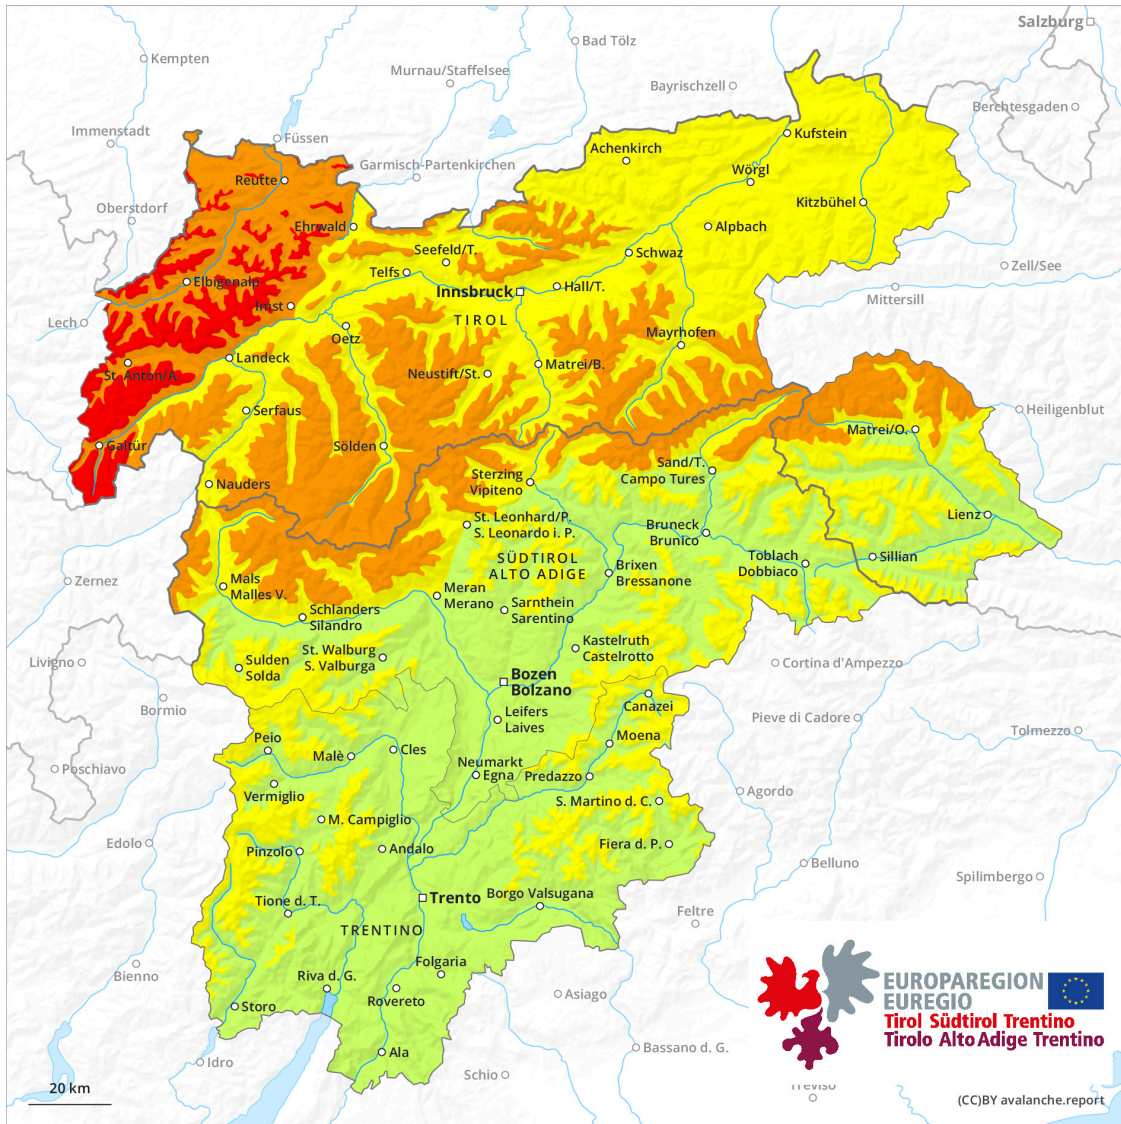 Salzburg
Bad Tölz
Kempten
Murnau/Staffelsee
Bayrischzell
Berchtesgaden
Immenstadt
Füssen
Kufstein
Achenkirch
Garmisch-Partenkirchen
Wörgl
Reutte
Oberstdorf
Kitzbühel
Ehrwald
Alpbach
Seefeld/T.
Schwaz
Telfs
Zell/See
Elbigenalp
Hall/T.
Innsbruck
Mittersill
Imst
TIROL
Lech
Mayrhofen
Oetz
Landeck
Matrei/B.
St. Anton/A.
Neustift/St.
Serfaus
Heiligenblut
Matrei/O.
Galtür
Sölden
Sand/T.
Campo Tures
Sterzing
Vipiteno
Nauders
St. Leonhard/P.
S. Leonardo i. P.
Lienz
Bruneck
Brunico
SÜDTIROL
ALTO ADIGE
Toblach
Dobbiaco
Sillian
Brixen
Bressanone
Zernez
Mals
Malles V.
Meran
Merano
Sarnthein
Sarentino
Schlanders
Silandro
Kastelruth
Castelrotto
St. Walburg
S. Valburga
Livigno
Sulden
Solda
Cortina d'Ampezzo
Bozen
Bolzano
Bormio
Canazei
Leifers
Laives
Pieve di Cadore
Tolmezzo
Moena
Peio
Cles
Malè
Neumarkt
Egna
Predazzo
Poschiavo
Vermiglio
Agordo
S. Martino d. C.
M. Campiglio
Edolo
Pinzolo
Andalo
Fiera d. P.
Belluno
Spilimbergo
Borgo Valsugana
Trento
Tione d. T.
Feltre
TRENTINO
Folgaria
Bienno
Riva d. G.
Rovereto
Asiago
Storo
EUROPAREGION
EUREGIO
Tirol Südtirol Trentino
Tirolo Alto Adige Trentino
Idro
Ala
Bassano d. G.
Schio
Treviso
20 km
(CC)BY avalanche.report